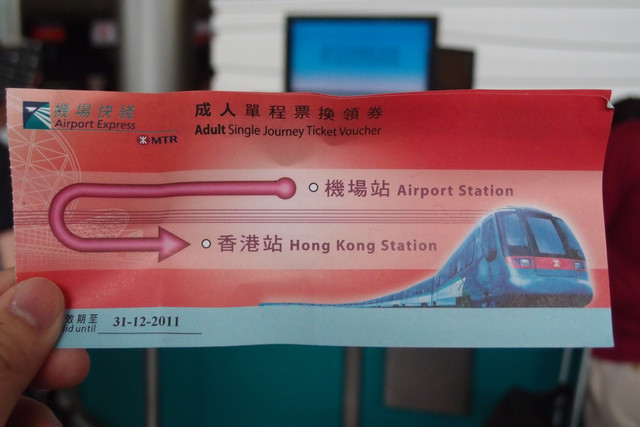 機場快綫
Airport Express
MTR
成人單程票換領券
Adult Single Journey Ticket Voucher
機場站 Airport Station
香港站 Hong Kong Station
效期至
until
31-12-2011